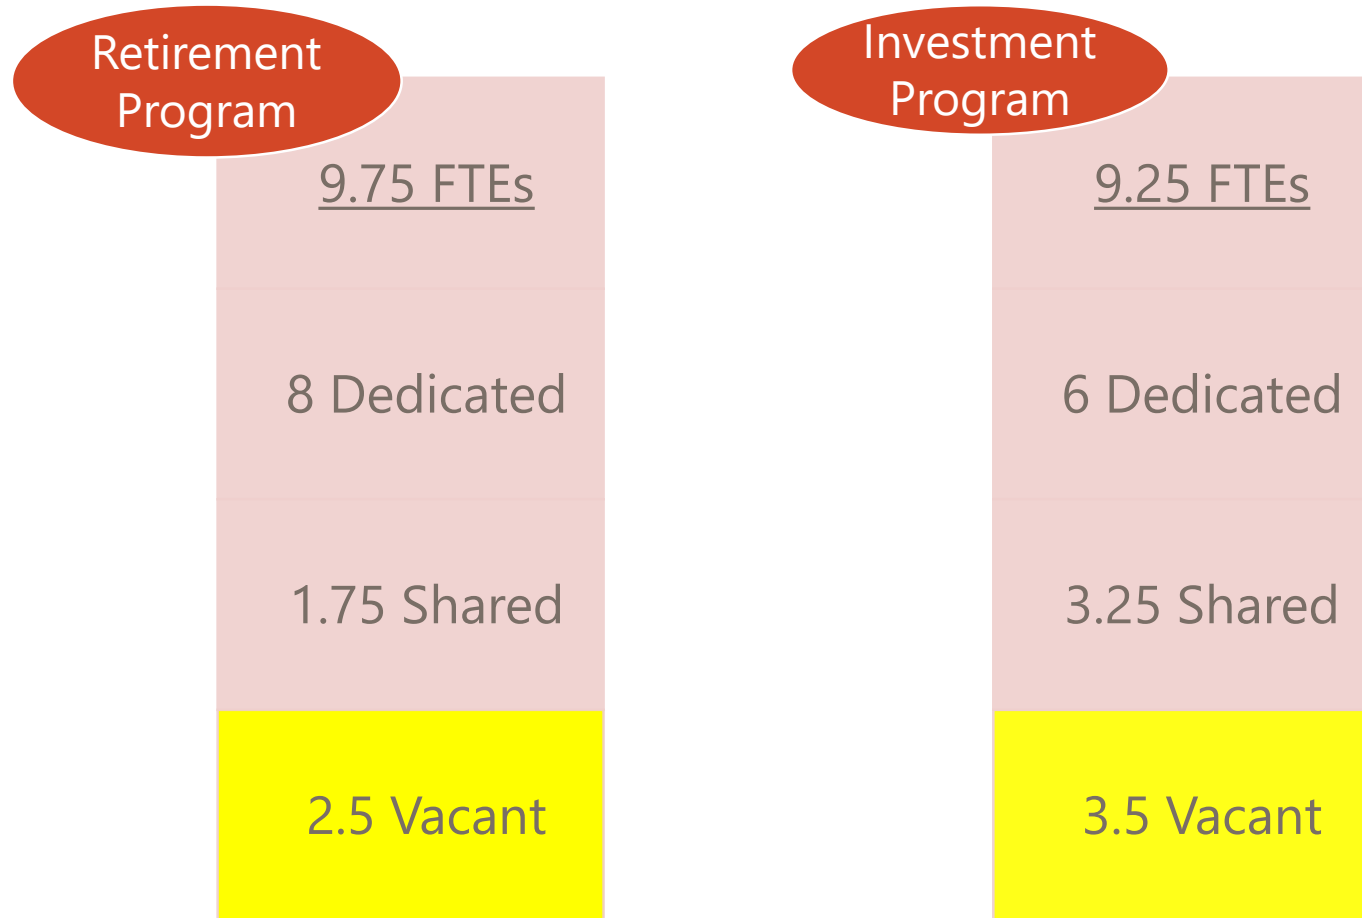 Retirement
Program
9.75 FTEs
8 Dedicated
1.75 Shared
2.5 Vacant
Investment
Program
9.25 FTEs
6 Dedicated
3.25 Shared
3.5 Vacant